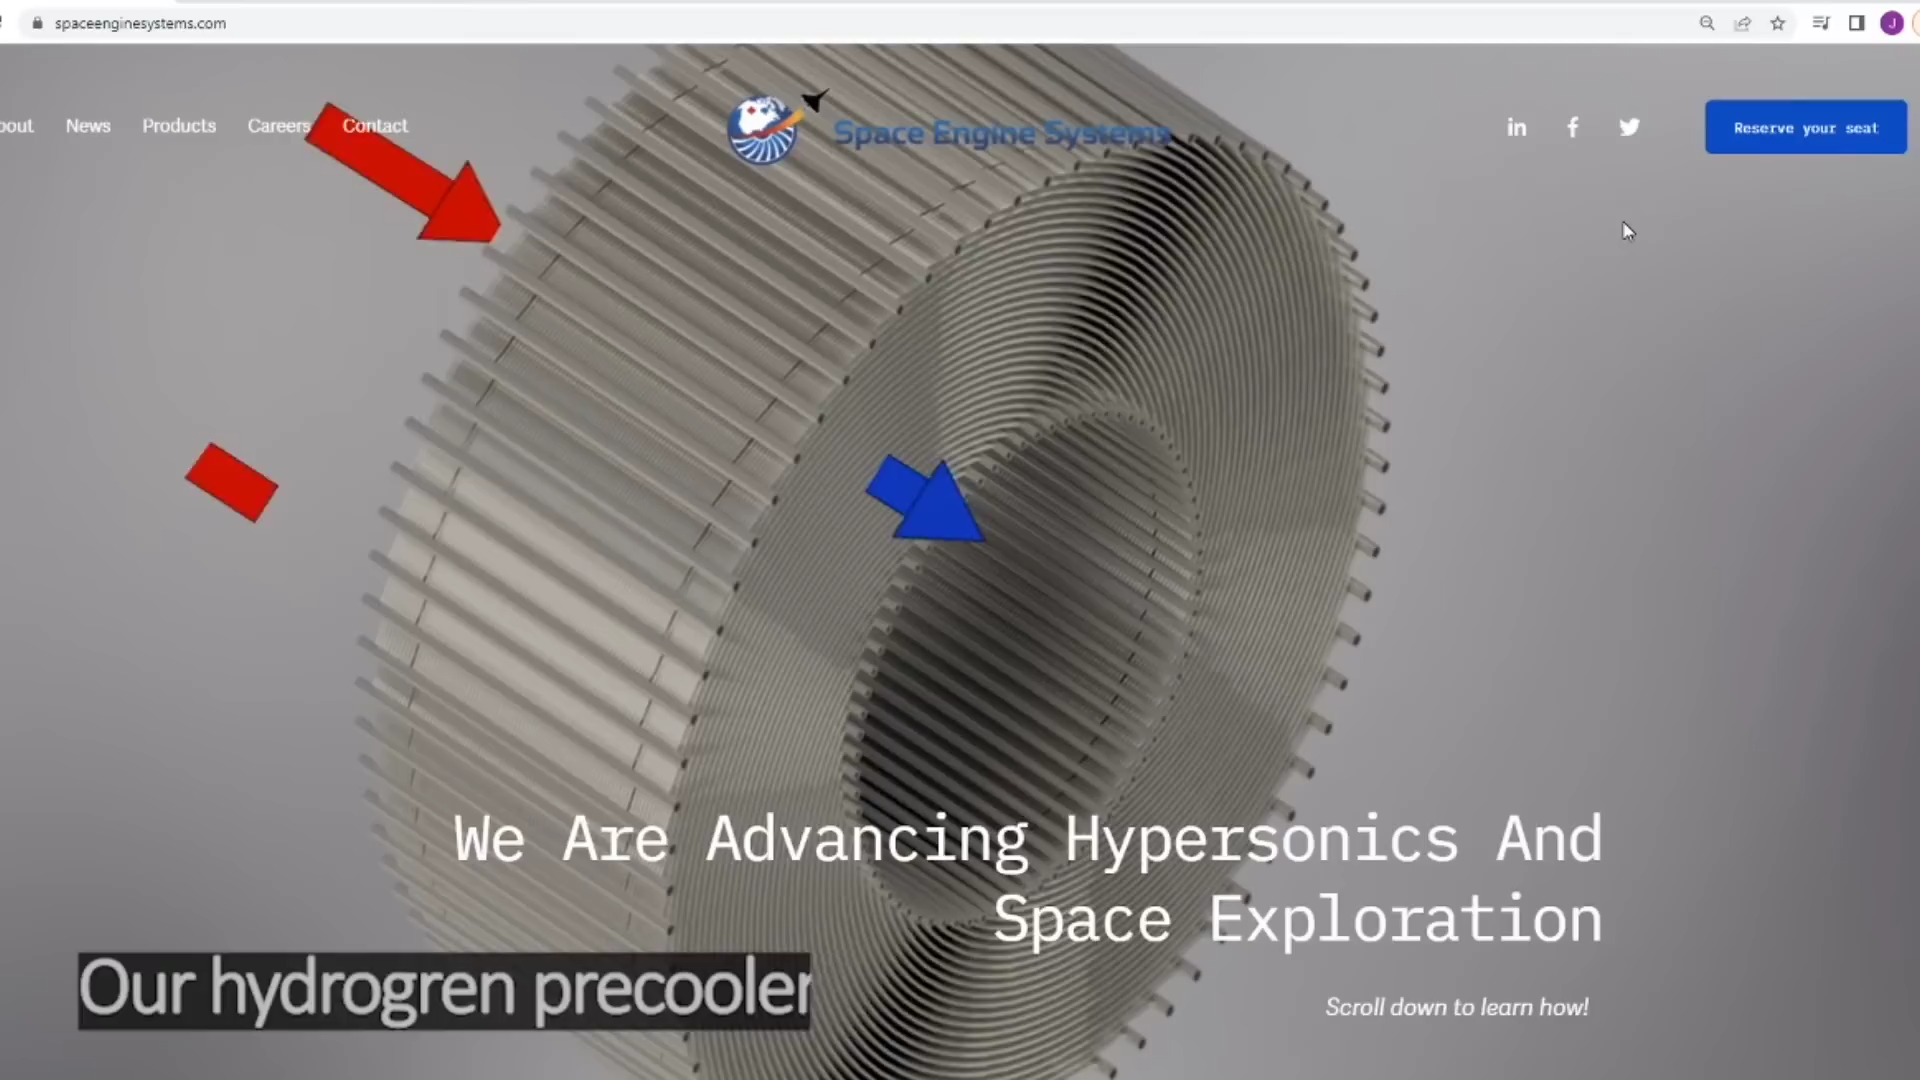 spaceenginesystems.com
J
bout
News
Products
Careers
Contact
Space Engine Systems
in
f
Reserve your seat
We Are Advancing Hypersonics And
Space Exploration
Our hydrogren precooler
Scroll down to learn how!